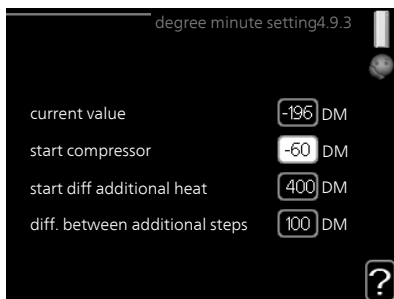 degree minute setting4.9.3
current value -196 DM
start compressor -60 DM
start diff additional heat 400 DM
diff. between additional steps 100 DM
?